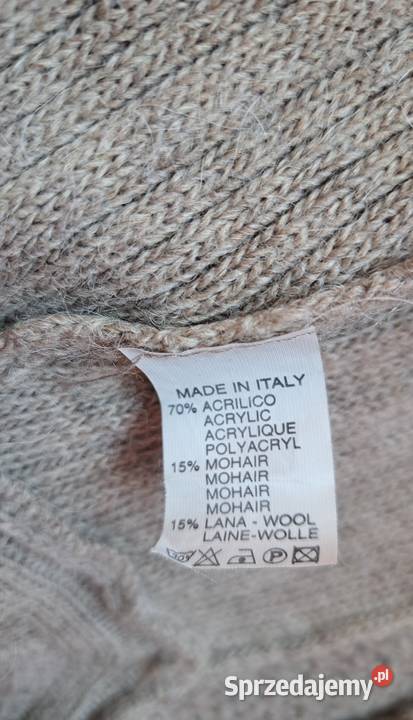 MADE IN ITALY
70% ACRILICO
ACRYLIC
ACRYLIQUE
POLYACRYL
15% MOHAIR
MOHAIR
MOHAIR
MOHAIR
15% LANA - WOOL
LAINE-WOLLE
P
Sprzedajemy.pl